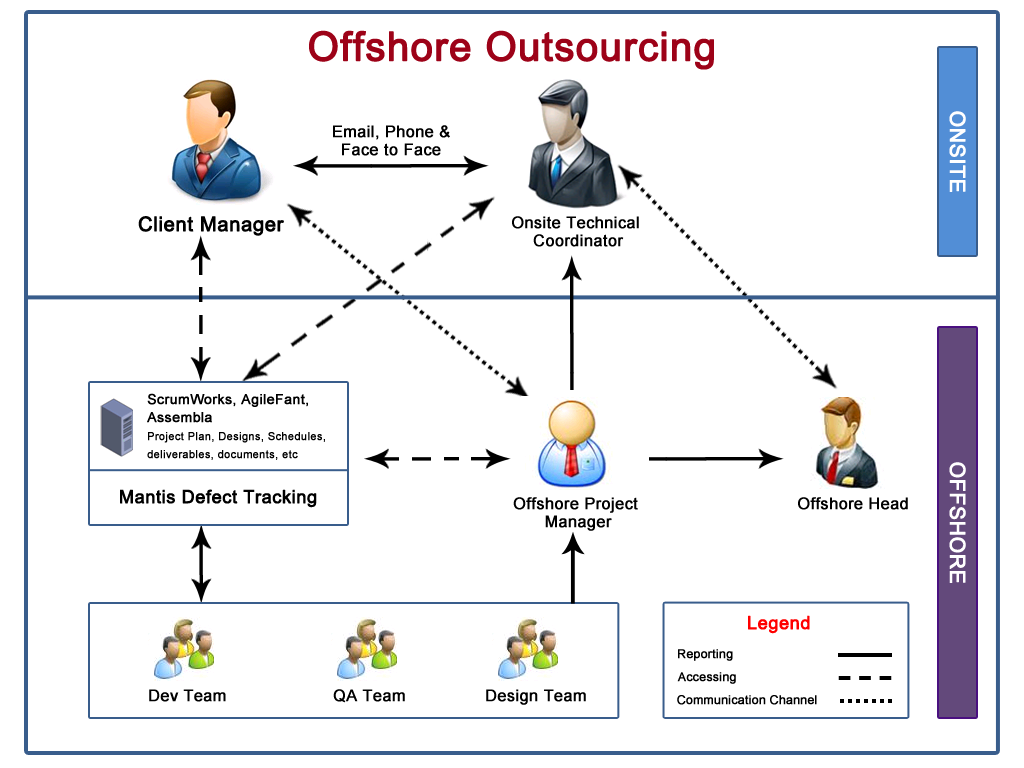 Offshore Outsourcing
ONSITE
Email, Phone &
Face to Face
Client Manager
Onsite Technical
Coordinator
OFFSHORE
ScrumWorks, AgileFant,
Assembla
Project Plan, Designs, Schedules,
deliverables, documents, etc
Mantis Defect Tracking
Offshore Project
Manager
Offshore Head
Dev Team
QA Team
Design Team
Legend
Reporting
Accessing
Communication Channel